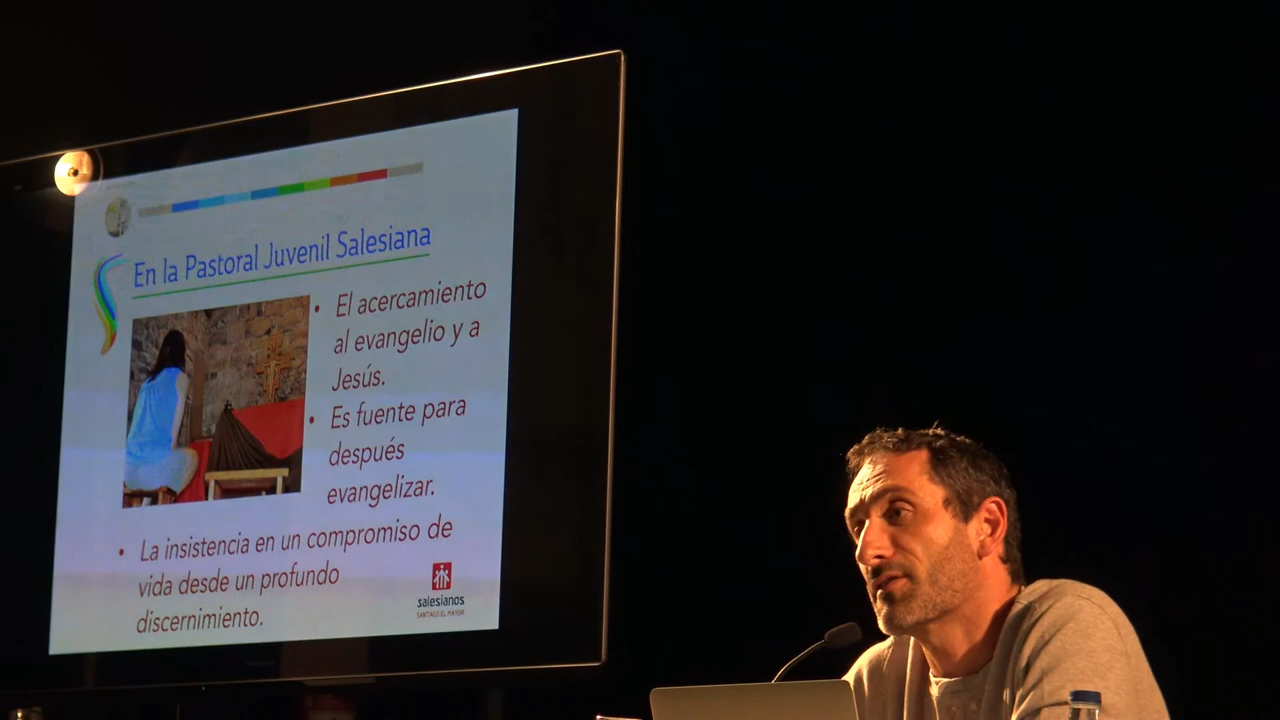 En la Pastoral Juvenil Salesiana
• El acercamiento
al evangelio y a
Jesús.
• Es fuente para
después
evangelizar.
• La insistencia en un compromiso de
vida desde un profundo
discernimiento.
salesianos
SANTIAGO EL MAYOR